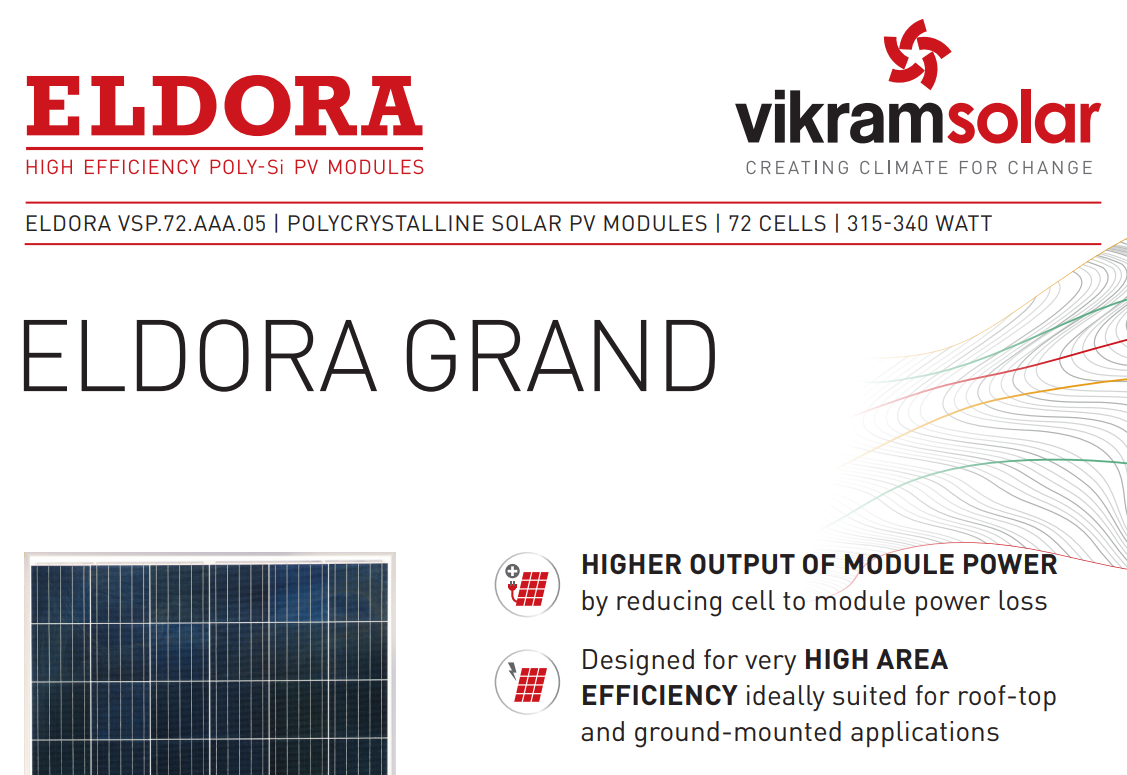 ELDORA
HIGH EFFICIENCY POLY-Si PV MODULES
vikramsolar
CREATING CLIMATE FOR CHANGE
ELDORA VSP.72.AAA.05 | POLYCRYSTALLINE SOLAR PV MODULES | 72 CELLS | 315-340 WATT
ELDORA GRAND
HIGHER OUTPUT OF MODULE POWER
by reducing cell to module power loss
Designed for very HIGH AREA
EFFICIENCY ideally suited for roof-top
and ground-mounted applications